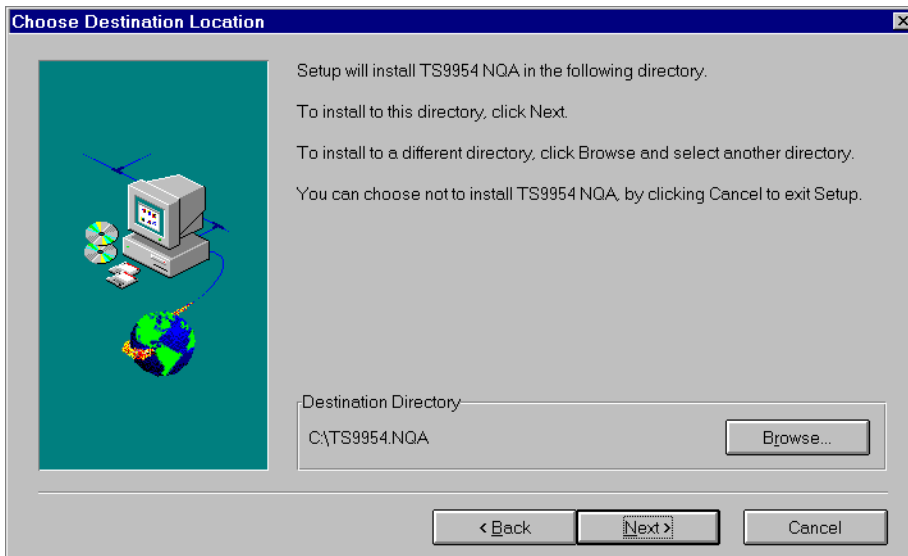 Choose Destination Location
Setup will install TS9954 NQA in the following directory.
To install to this directory, click Next.
To install to a different directory, click Browse and select another directory.
You can choose not to install TS9954 NQA, by clicking Cancel to exit Setup.
Destination Directory
C:\TS9954.NQA
Browse...
< Back
Next >
Cancel